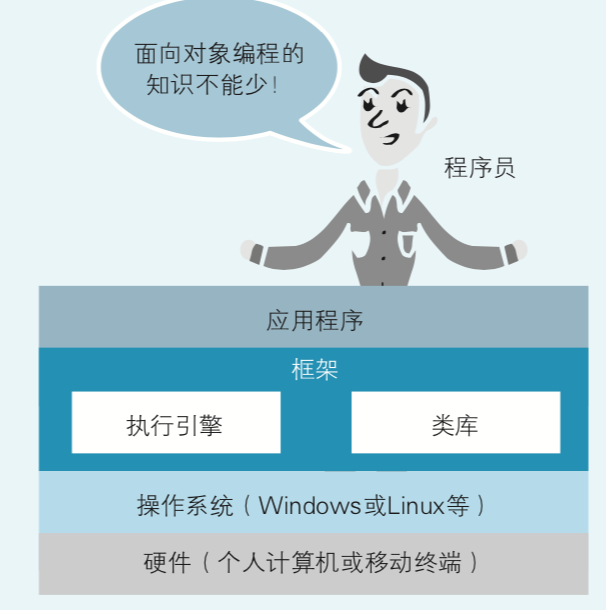 面向对象编程的
知识不能少！
程序员
应用程序
框架
执行引擎
类库
操作系统（Windows或Linux等）
硬件（个人计算机或移动终端）